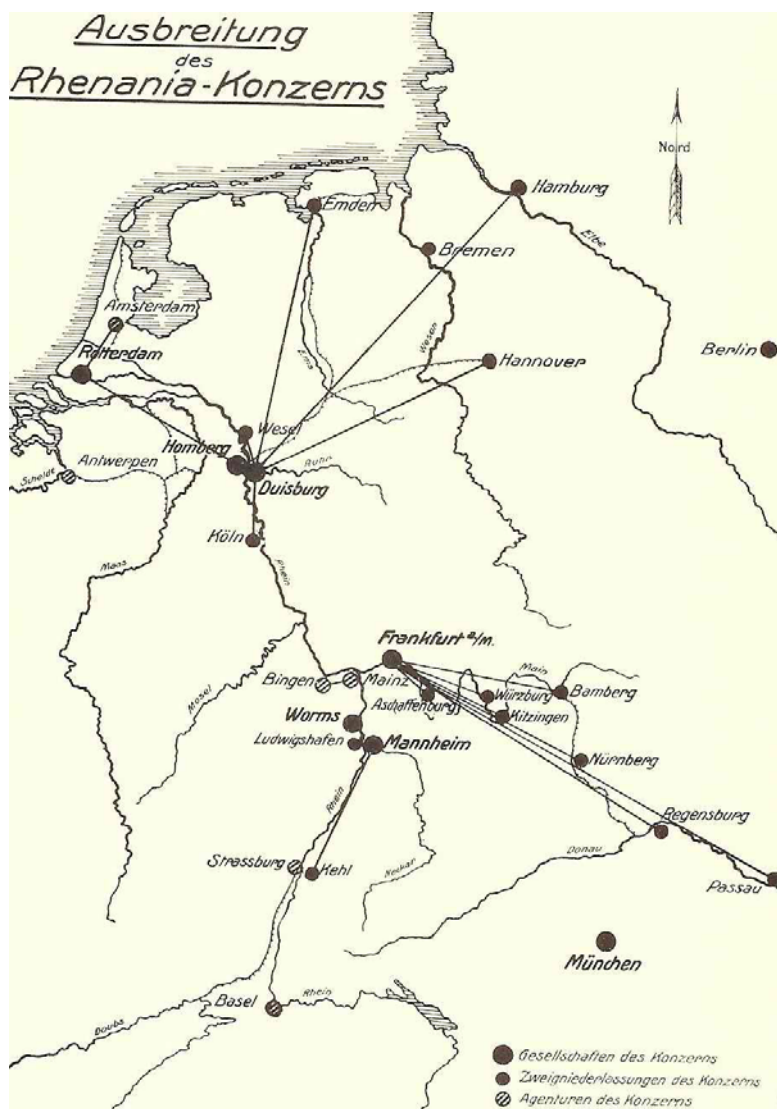 Ausbreitung
des
Rhenania-Konzerns
Nord
Hamburg
Emden
Elbe
Bremen
Amsterdam
Weser
Rotterdam
Ems
Hannover
Berlin
Wesel
Homberg
Ruhr
Schelde
Antwerpen
Duisburg
Köln
Maas
Rhein
Frankfurt a/M.
Main
Bingen
Mainz
Würzburg
Bamberg
Mosel
Aschaffenburg
Kitzingen
Worms
Ludwigshafen
Mannheim
Nürnberg
Rhein
Regensburg
Strassburg
Kehl
Neckar
Donau
Passau
München
Basel
Rhein
Doubs
Gesellschaften des Konzerns
Zweigniederlassungen des Konzerns
Agenturen des Konzerns